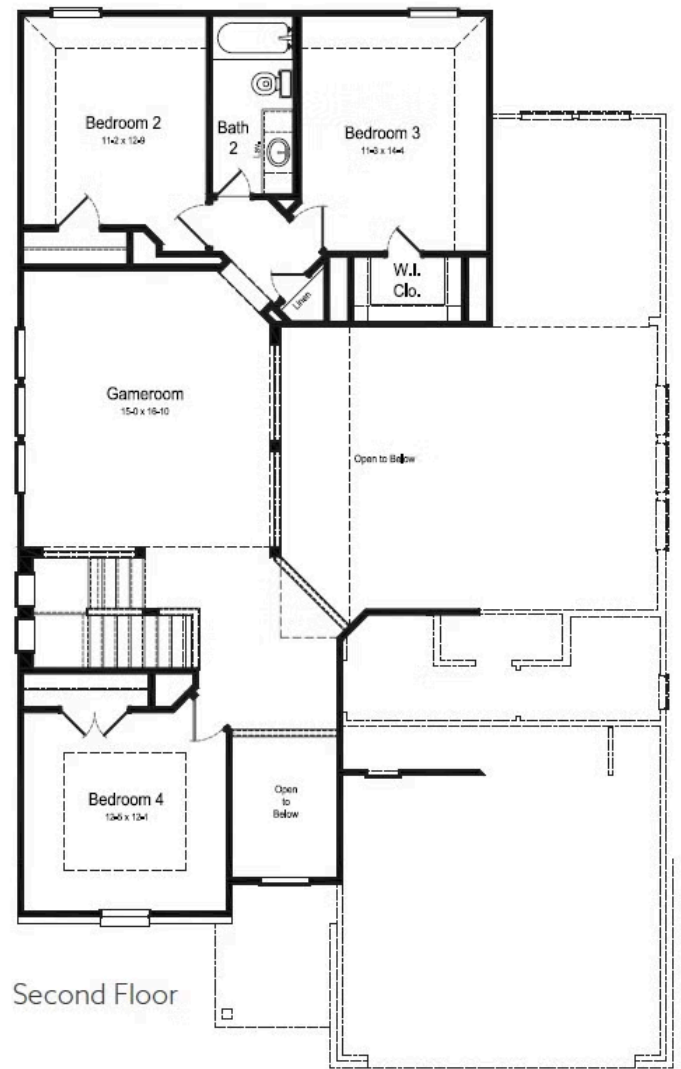 Bedroom 2
11-2 x 12-9
Bath
2
Bedroom 3
11-3 x 14-4
W.I.
Clo.
Linen
Gameroom
15-0 x 16-10
Open to Below
Bedroom 4
12-5 x 12-1
Open
to
Below
Second Floor